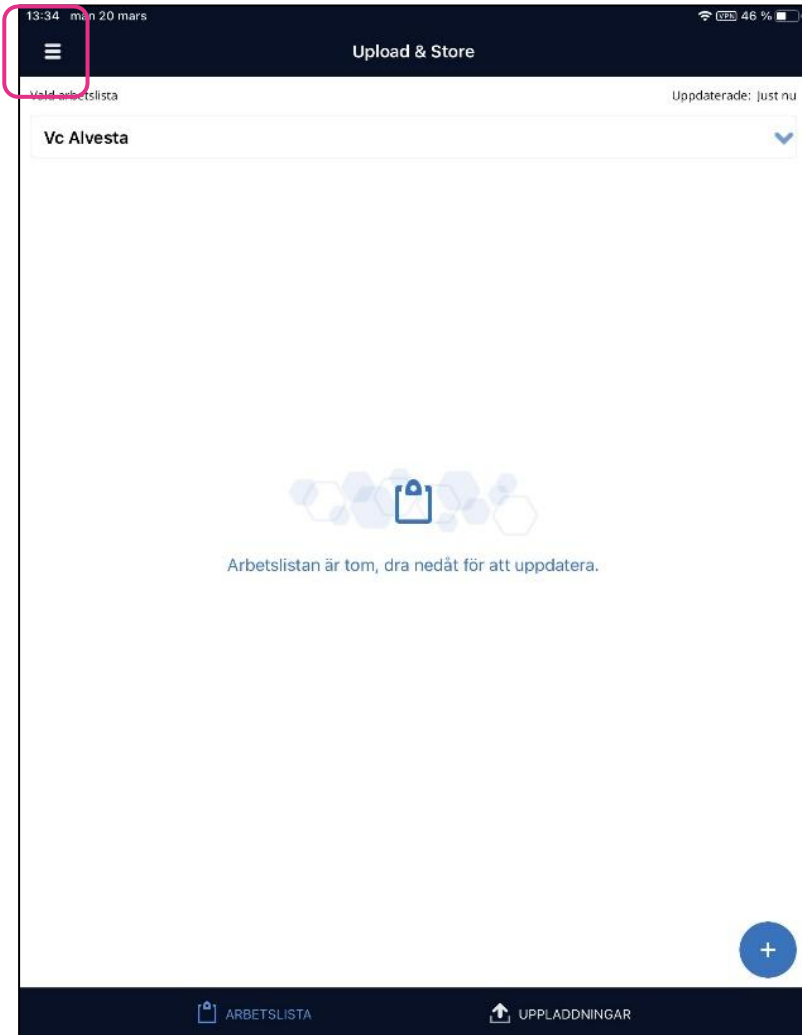 13:34 mån 20 mars
VPN 46 %
Upload & Store
Vald arbetslista
Uppdaterade: Just nu
Vc Alvesta
Arbetslistan är tom, dra nedåt för att uppdatera.
+
ARBETSLISTA
UPPLADDNINGAR